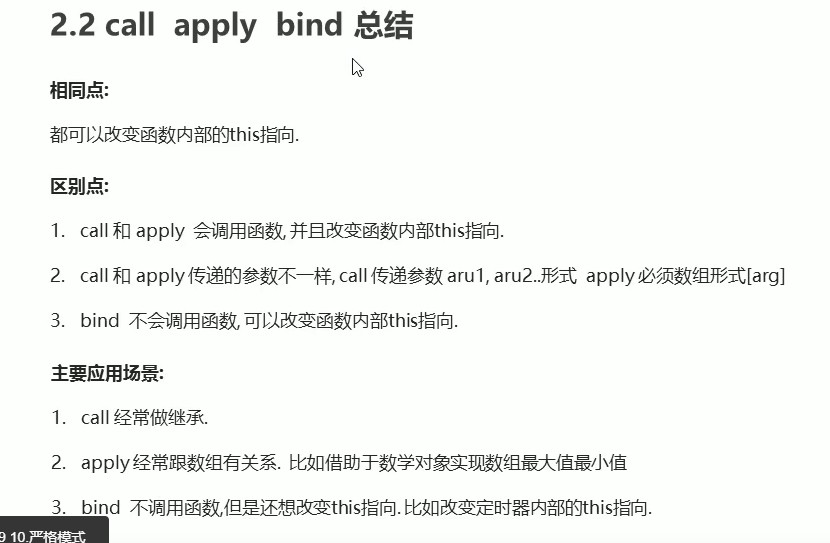 2.2 call apply bind 总结
相同点:
都可以改变函数内部的this指向.
区别点:
1. call 和 apply 会调用函数, 并且改变函数内部this指向.
2. call 和 apply 传递的参数不一样, call 传递参数 aru1, aru2..形式 apply 必须数组形式[arg]
3. bind 不会调用函数, 可以改变函数内部this指向.
主要应用场景:
1. call 经常做继承.
2. apply 经常跟数组有关系. 比如借助于数学对象实现数组最大值最小值
3. bind 不调用函数,但是还想改变this指向. 比如改变定时器内部的this指向.
9 10.严格模式